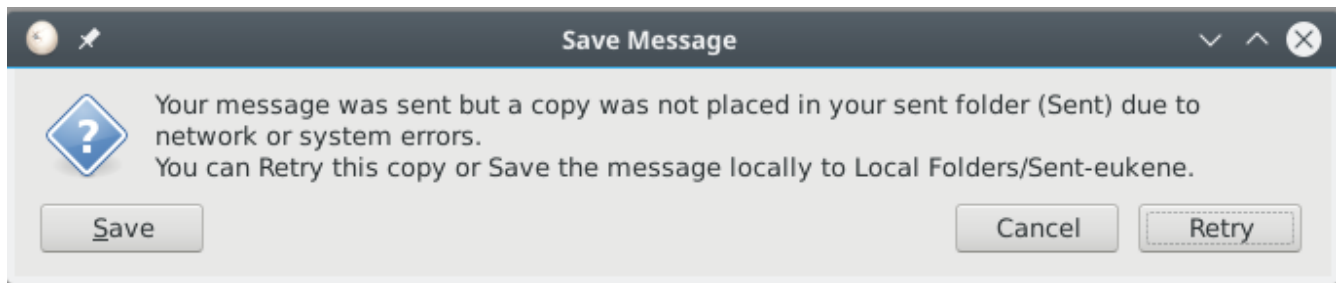 Save Message
Your message was sent but a copy was not placed in your sent folder (Sent) due to
network or system errors.
You can Retry this copy or Save the message locally to Local Folders/Sent-eukene.
Save
Cancel
Retry